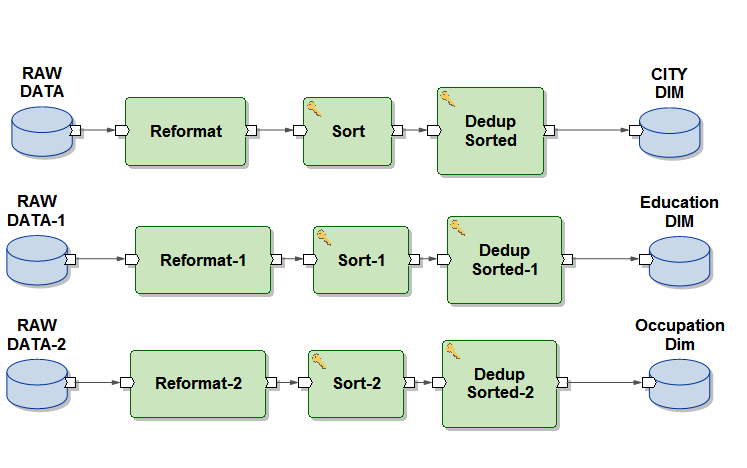 RAW
DATA
Reformat
Sort
Dedup
Sorted
CITY
DIM
RAW
DATA-1
Reformat-1
Sort-1
Dedup
Sorted-1
Education
DIM
RAW
DATA-2
Reformat-2
Sort-2
Dedup
Sorted-2
Occupation
Dim